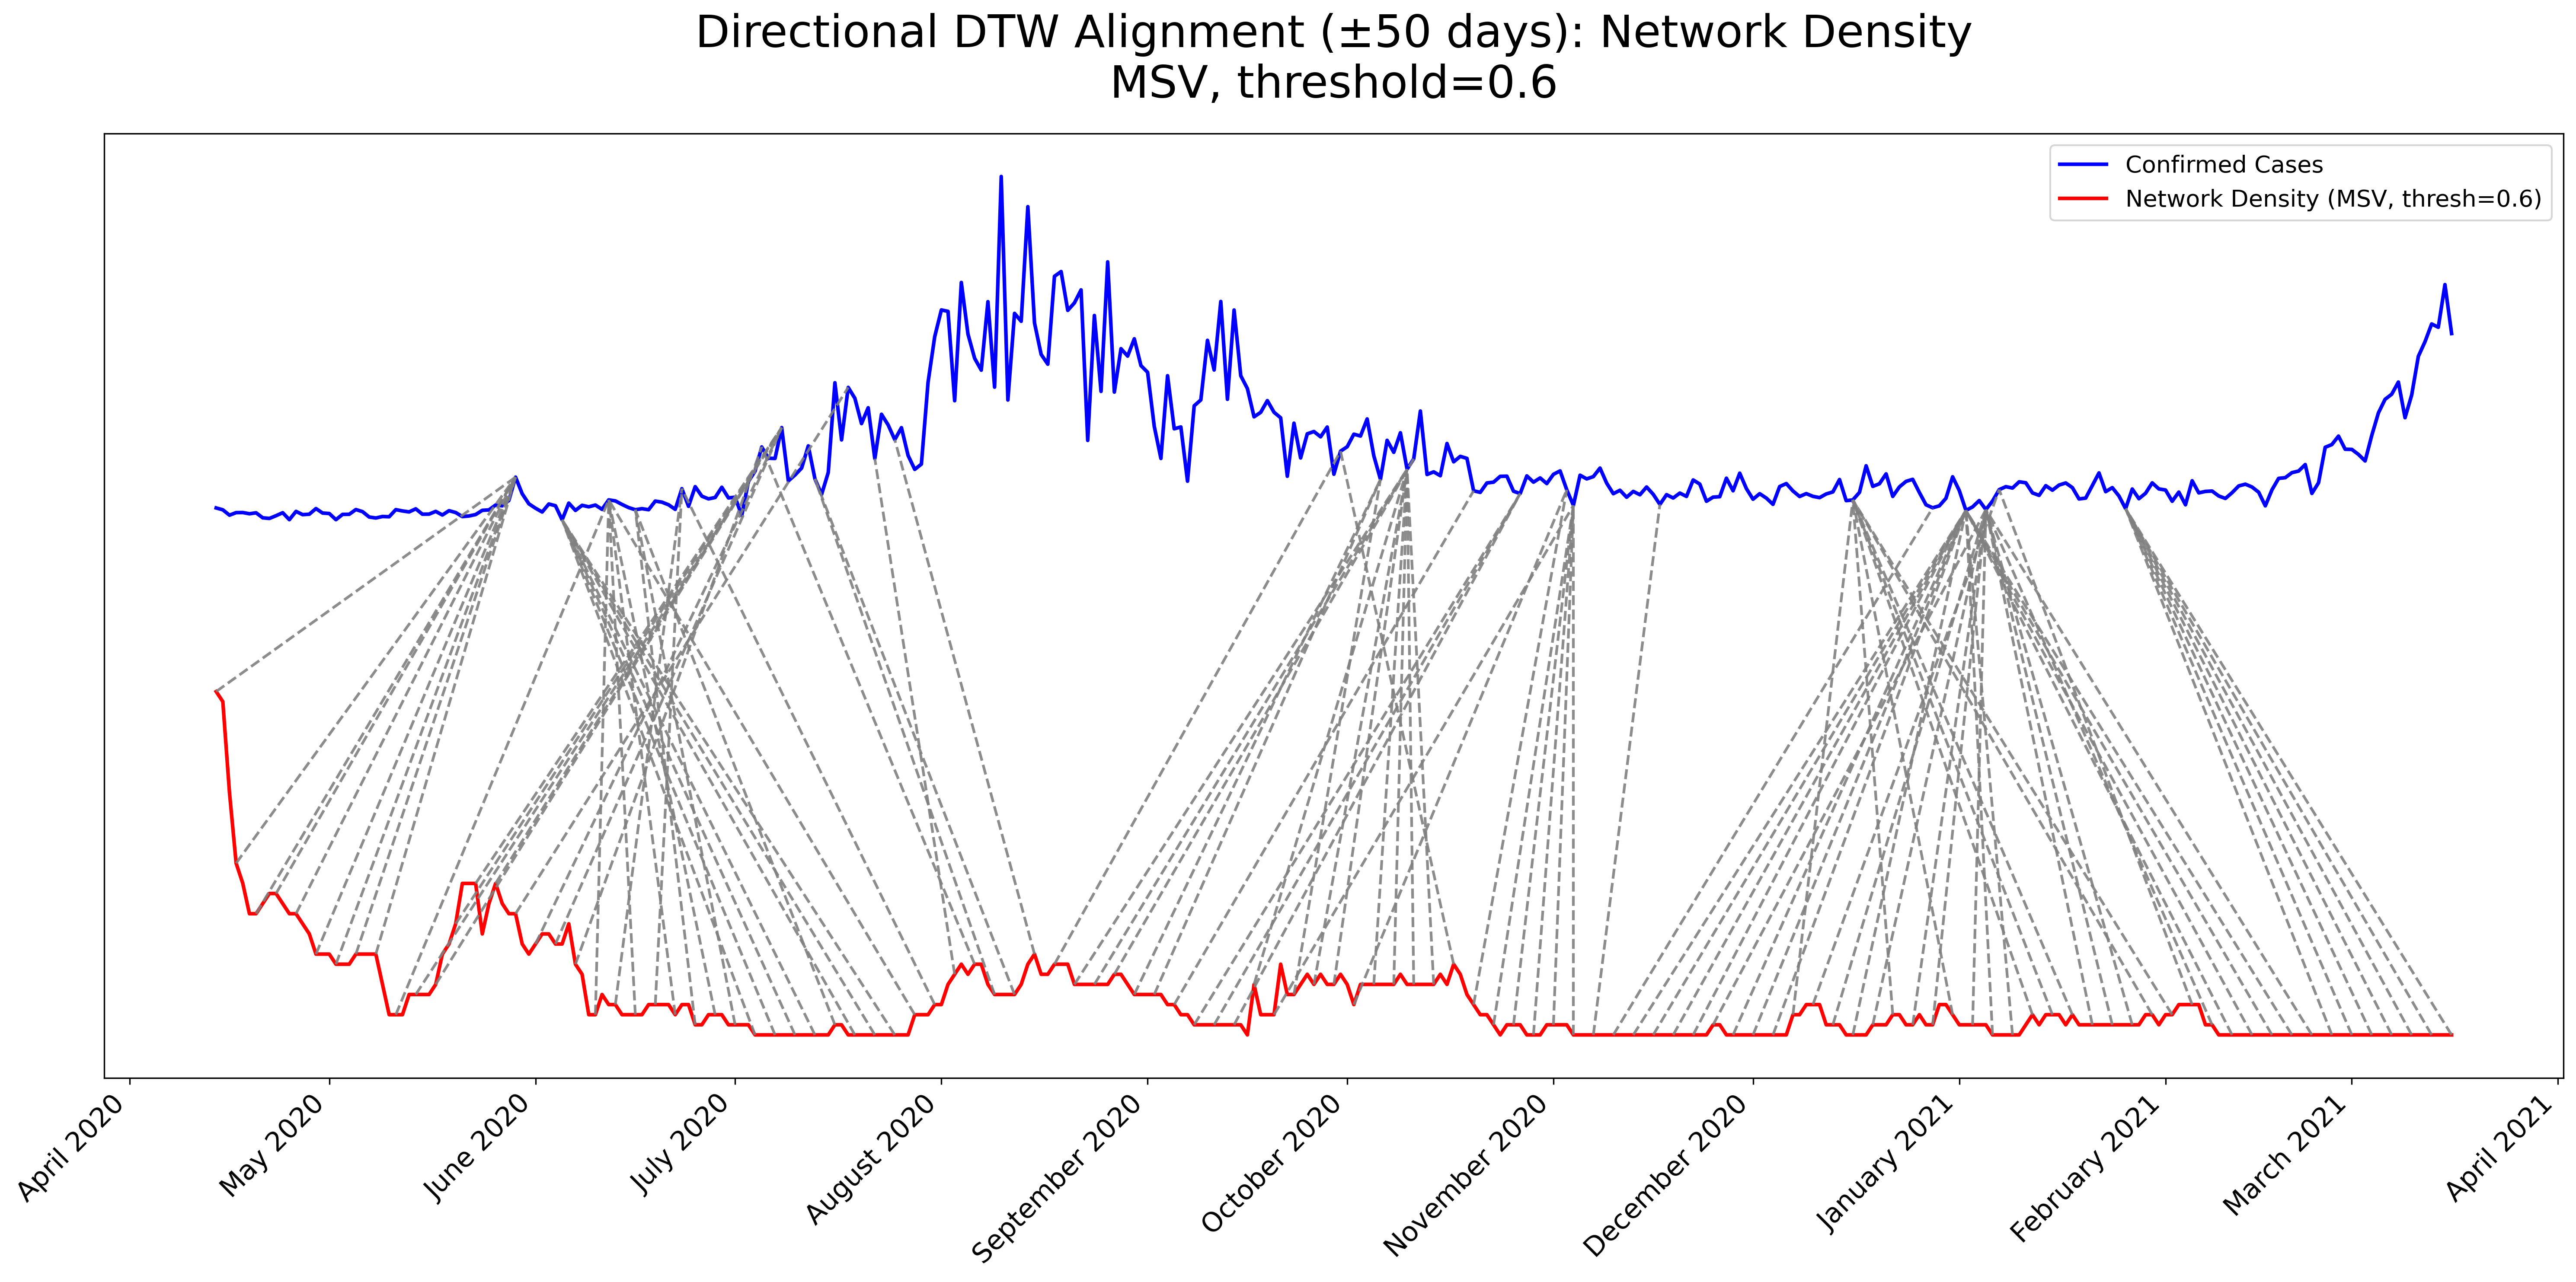 Directional DTW Alignment (±50 days): Network Density
MSV, threshold=0.6
Confirmed Cases
Network Density (MSV, thresh=0.6)
April 2020
May 2020
June 2020
July 2020
August 2020
September 2020
October 2020
November 2020
December 2020
January 2021
February 2021
March 2021
April 2021